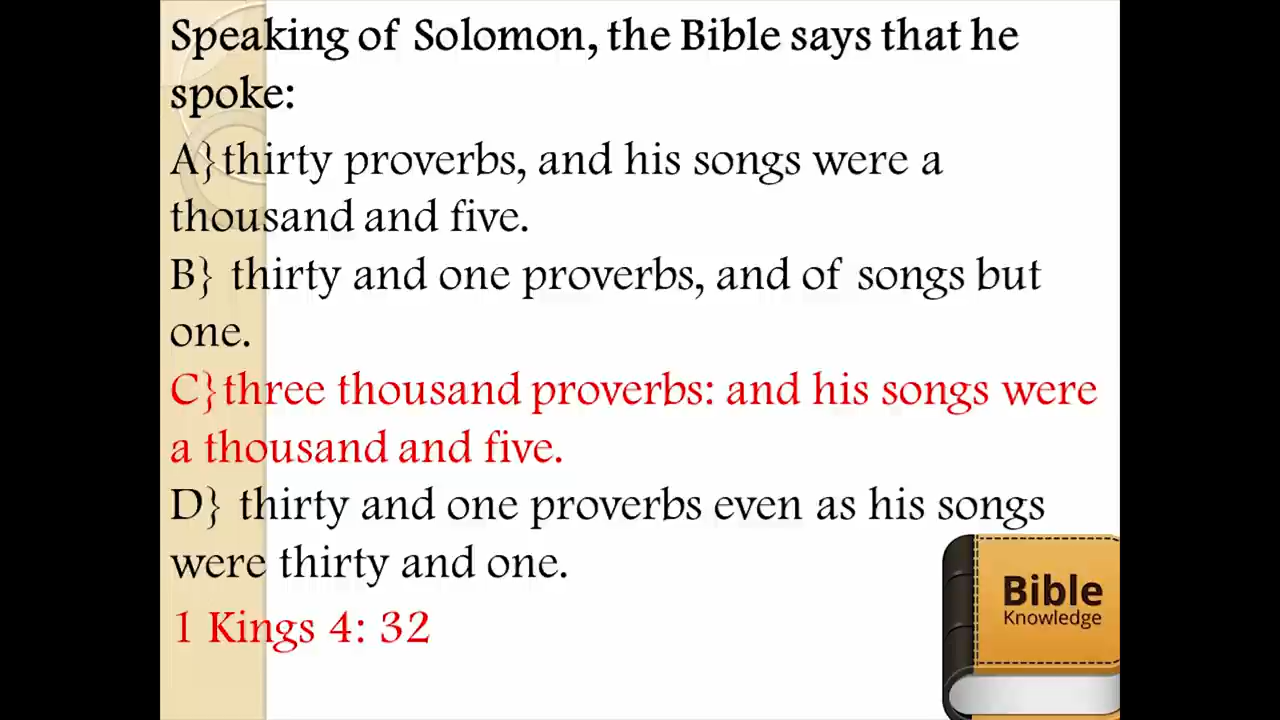 Speaking of Solomon, the Bible says that he
spoke:
A}thirty proverbs, and his songs were a
thousand and five.
B} thirty and one proverbs, and of songs but
one.
C}three thousand proverbs: and his songs were
a thousand and five.
D} thirty and one proverbs even as his songs
were thirty and one.
1 Kings 4: 32
Bible
Knowledge